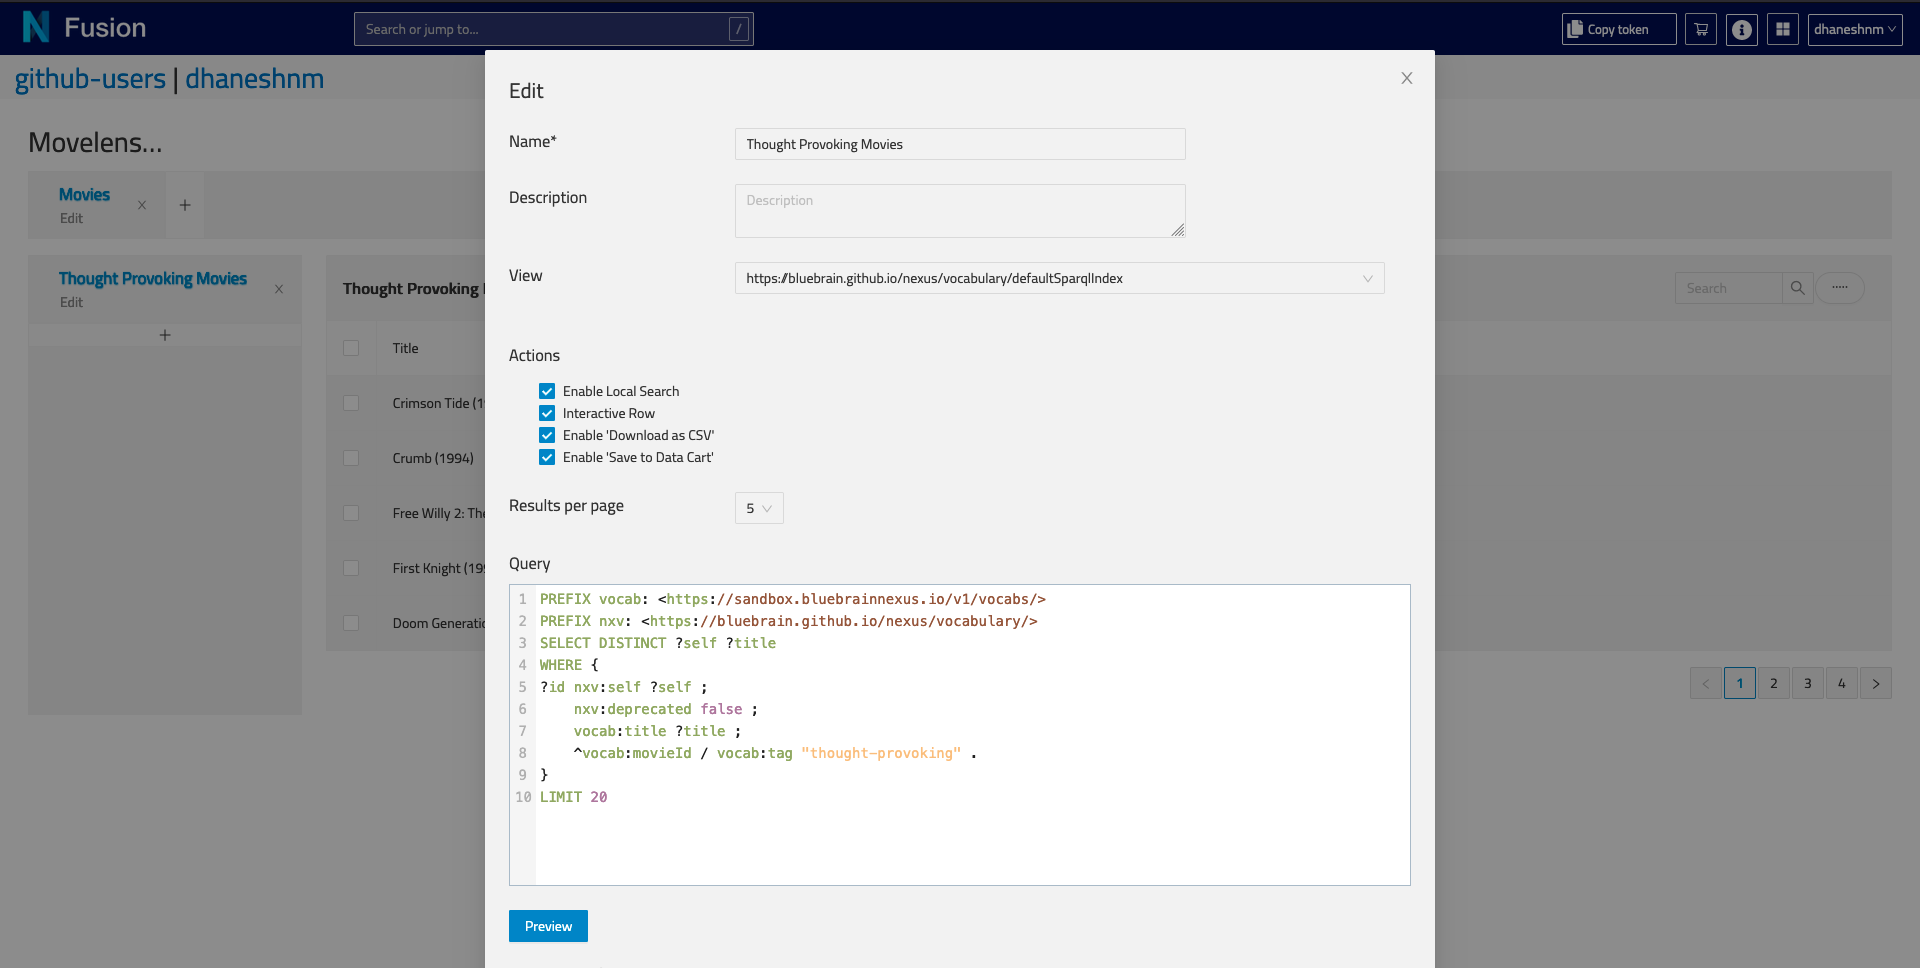 Fusion
Search or jump to...
/
Copy token
dhaneshnm
github-users | dhaneshnm
Movelens...
Movies
Edit
Thought Provoking Movies
Edit
Thought Provoking
Search
.....
Title
Crimson Tide (1
Crumb (1994)
Free Willy 2: The
First Knight (199
Doom Generatio
< 1 2 3 4 >
Edit
Name*
Thought Provoking Movies
Description
Description
View
https://bluebrain.github.io/nexus/vocabulary/defaultSparqlIndex
Actions
Enable Local Search
Interactive Row
Enable 'Download as CSV'
Enable 'Save to Data Cart'
Results per page
5
Query
1 PREFIX vocab: <https://sandbox.bluebrainnexus.io/v1/vocabs/>
2 PREFIX nxv: <https://bluebrain.github.io/nexus/vocabulary/>
3 SELECT DISTINCT ?self ?title
4 WHERE {
5 ?id nxv:self ?self ;
6     nxv:deprecated false ;
7     vocab:title ?title ;
8     ^vocab:movieId / vocab:tag "thought-provoking" .
9 }
10 LIMIT 20
Preview